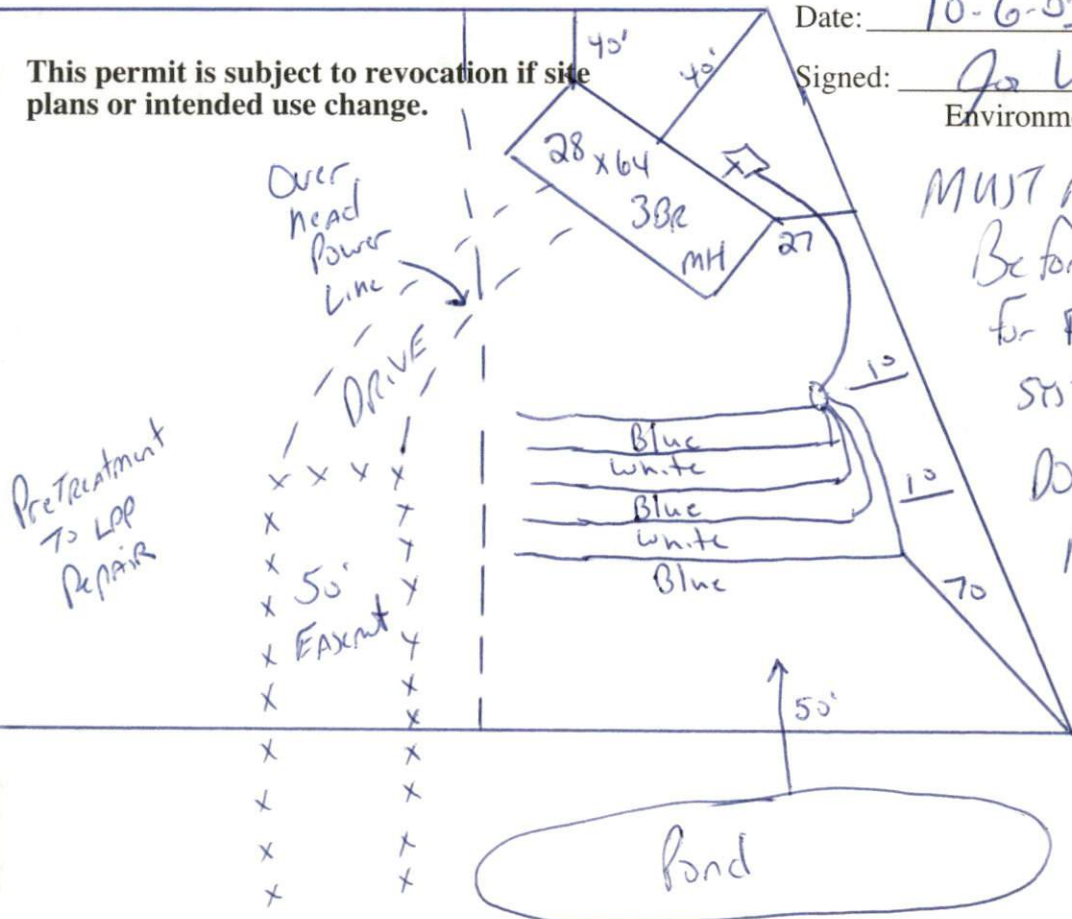 Date: 10-6-0
This permit is subject to revocation if site
plans or intended use change.
Signed:
Environm
40'
40'
28 x 64
3BR
MH
27
Over
head
Power
Line
DRIVE
MUST
Before
for
SYS
DO
10
10
70
Blue
White
Blue
White
Blue
PreTreatment
To LPP
Repair
50'
Easmt
50'
Pond